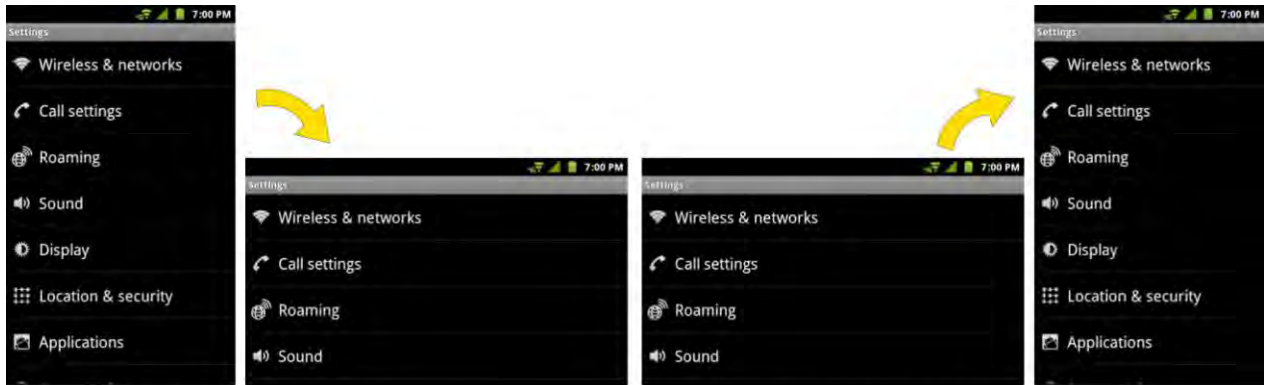 7:00 PM
Settings
Wireless & networks
Call settings
Roaming
Sound
Display
Location & security
Applications
7:00 PM
Settings
Wireless & networks
Call settings
Roaming
Sound
7:00 PM
Settings
Wireless & networks
Call settings
Roaming
Sound
7:00 PM
Settings
Wireless & networks
Call settings
Roaming
Sound
Display
Location & security
Applications